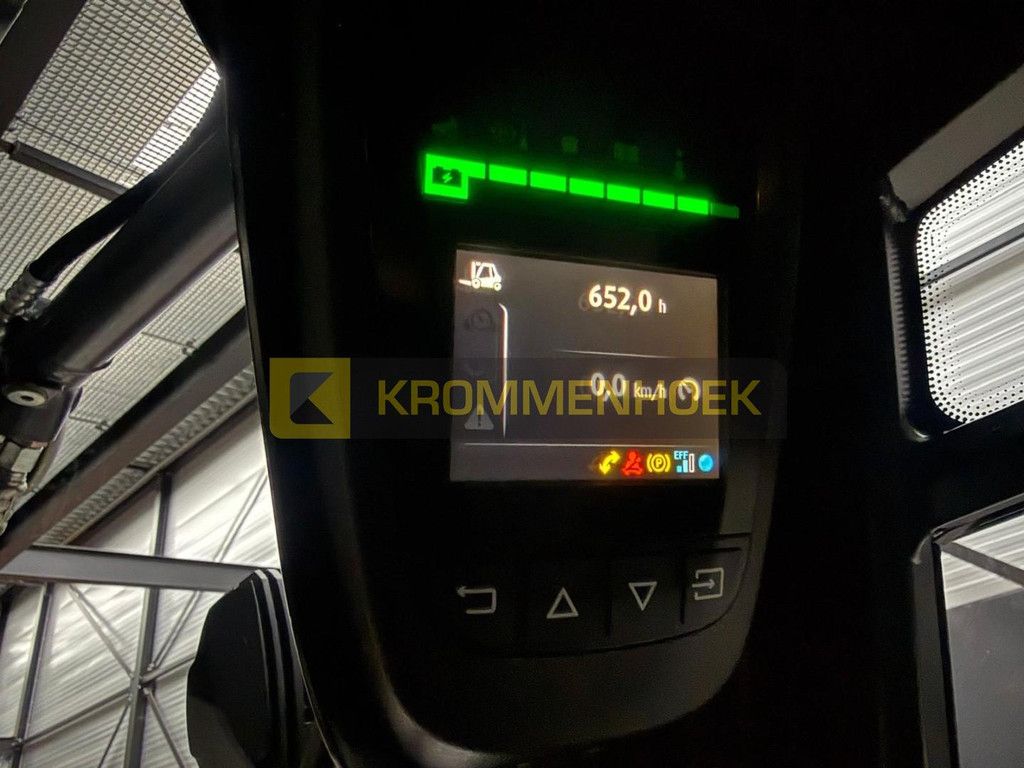 652,0 h
0,0 km/h
KROMMENHOEK
P
EFF